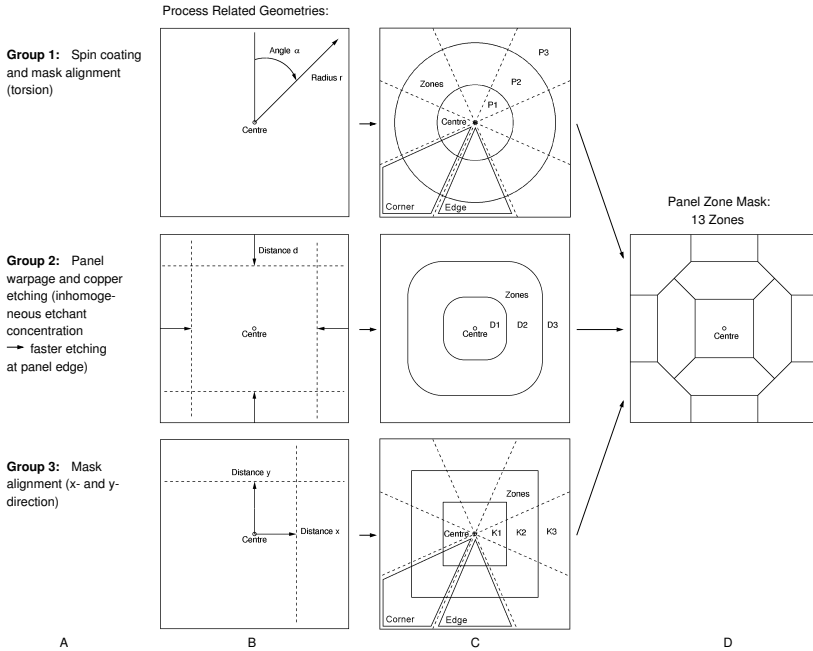 Process Related Geometries:
Group 1: Spin coating
and mask alignment
(torsion)
Angle α
Radius r
Centre
P3
P2
Zones
P1
Centre
Corner
Edge
Panel Zone Mask:
13 Zones
Group 2: Panel
warpage and copper
etching (inhomoge-
neous etchant
concentration
→ faster etching
at panel edge)
Distance d
Centre
Zones
D1 D2 D3
Centre
Centre
Group 3: Mask
alignment (x- and y-
direction)
Distance y
Distance x
Centre
Zones
Centre K1 K2 K3
Corner
Edge
A B C D